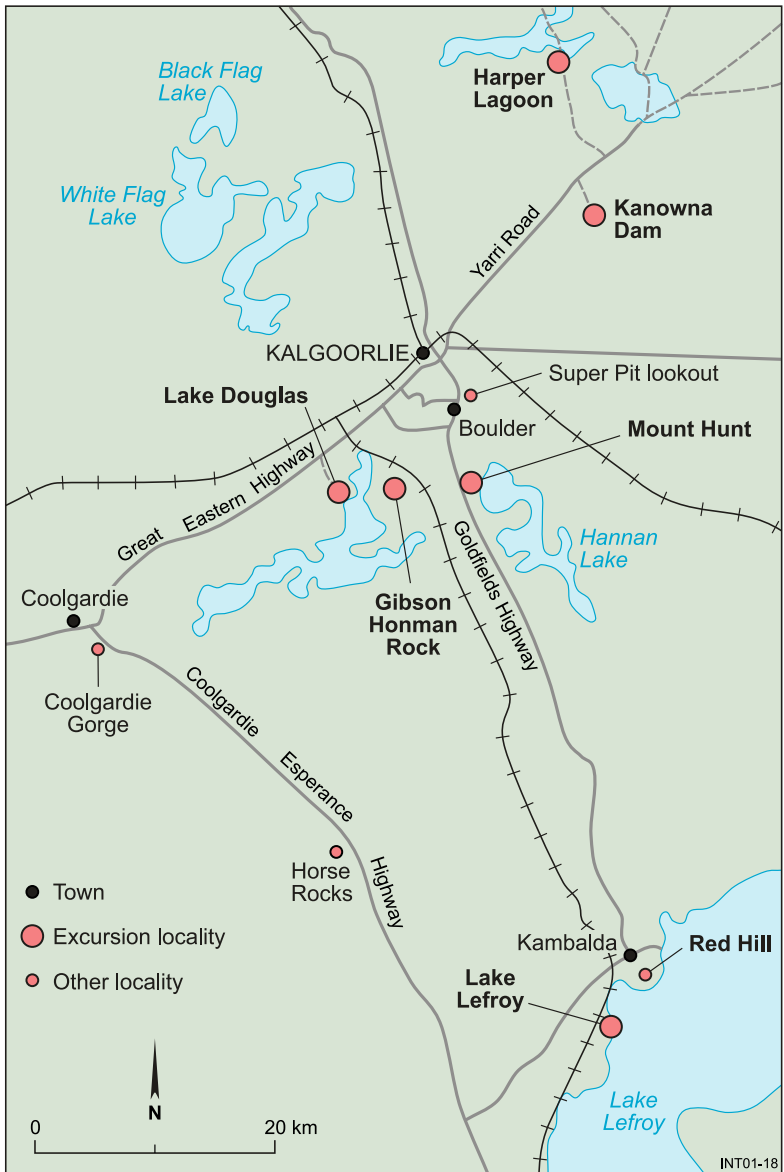 Black Flag
Lake
Harper
Lagoon
White Flag
Lake
Kanowna
Dam
Yarri Road
KALGOORLIE
Super Pit lookout
Lake Douglas
Boulder
Mount Hunt
Great Eastern Highway
Goldfields Highway
Hannan
Lake
Coolgardie
Gibson
Honman
Rock
Coolgardie
Gorge
Coolgardie Esperance Highway
Horse
Rocks
Town
Excursion locality
Other locality
Kambalda
Red Hill
Lake
Lefroy
N
0
20 km
Lake
Lefroy
INT01-18